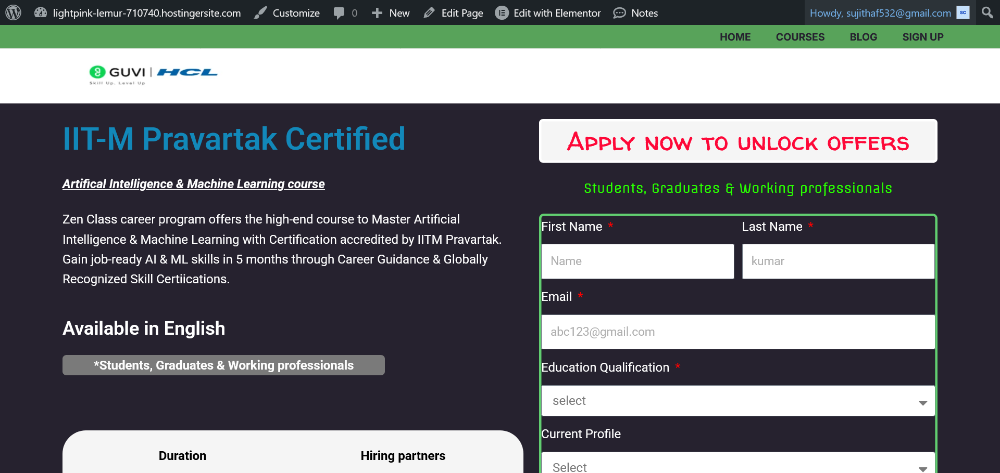 lightpink-lemur-710740.hostingersite.com Customize 0 New Edit Page Edit with Elementor Notes Howdy, sujithaf532@gmail.com sc
HOME COURSES BLOG SIGN UP
GUVI | HCL
Skill Up. Level Up
IIT-M Pravartak Certified
Artifical Intelligence & Machine Learning course
Zen Class career program offers the high-end course to Master Artificial
Intelligence & Machine Learning with Certification accredited by IITM Pravartak.
Gain job-ready AI & ML skills in 5 months through Career Guidance & Globally
Recognized Skill Certiications.
Available in English
*Students, Graduates & Working professionals
Duration Hiring partners
Apply now to unlock offers
Students, Graduates & Working professionals
First Name * Last Name *
Name kumar
Email *
abc123@gmail.com
Education Qualification *
select
Current Profile
Select